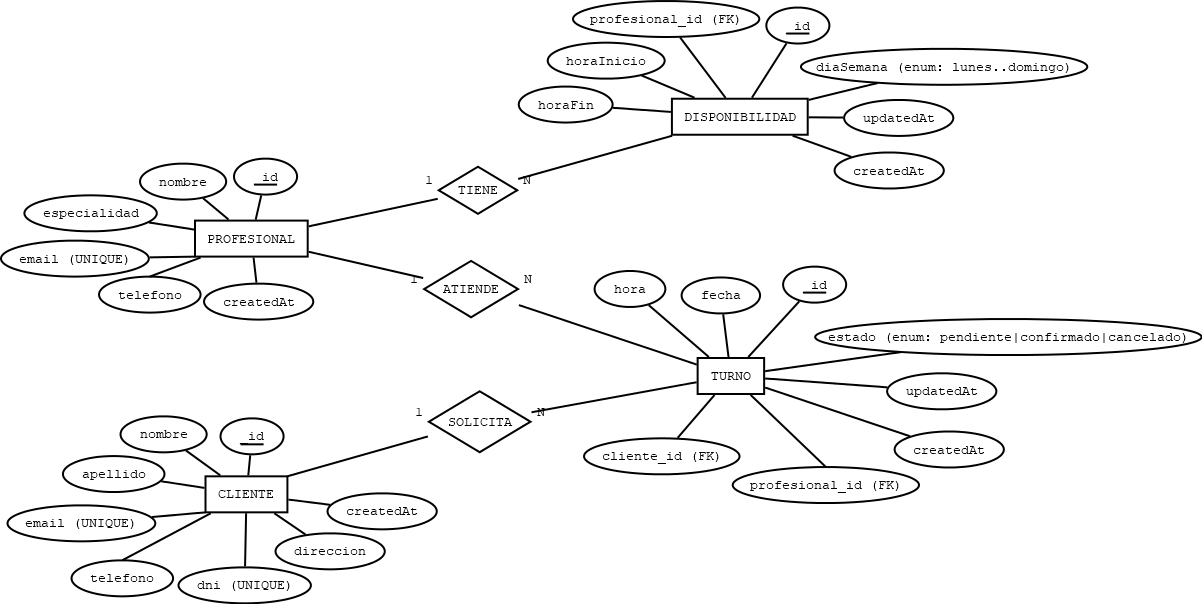 profesional_id (FK)
_id
horaInicio
diaSemana (enum: lunes..domingo)
horaFin
DISPONIBILIDAD
updatedAt
createdAt
1
TIENE
N
nombre
_id
especialidad
PROFESIONAL
email (UNIQUE)
telefono
createdAt
1
ATIENDE
N
hora
fecha
_id
estado (enum: pendiente|confirmado|cancelado)
TURNO
updatedAt
createdAt
cliente_id (FK)
profesional_id (FK)
1
SOLICITA
N
nombre
_id
apellido
CLIENTE
email (UNIQUE)
createdAt
direccion
telefono
dni (UNIQUE)